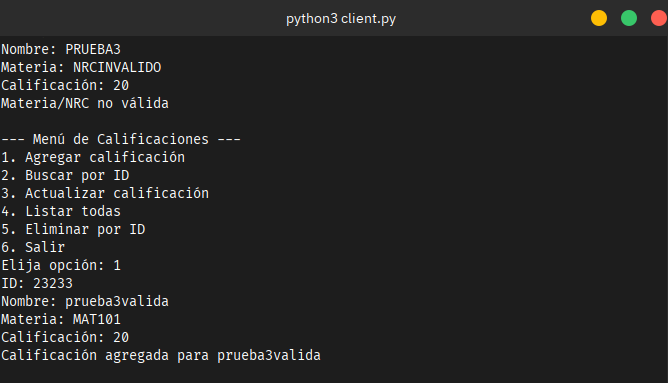 python3 client.py
Nombre: PRUEBA3
Materia: NRCINVALIDO
Calificación: 20
Materia/NRC no válida
--- Menú de Calificaciones ---
1. Agregar calificación
2. Buscar por ID
3. Actualizar calificación
4. Listar todas
5. Eliminar por ID
6. Salir
Elija opción: 1
ID: 23233
Nombre: prueba3valida
Materia: MAT101
Calificación: 20
Calificación agregada para prueba3valida